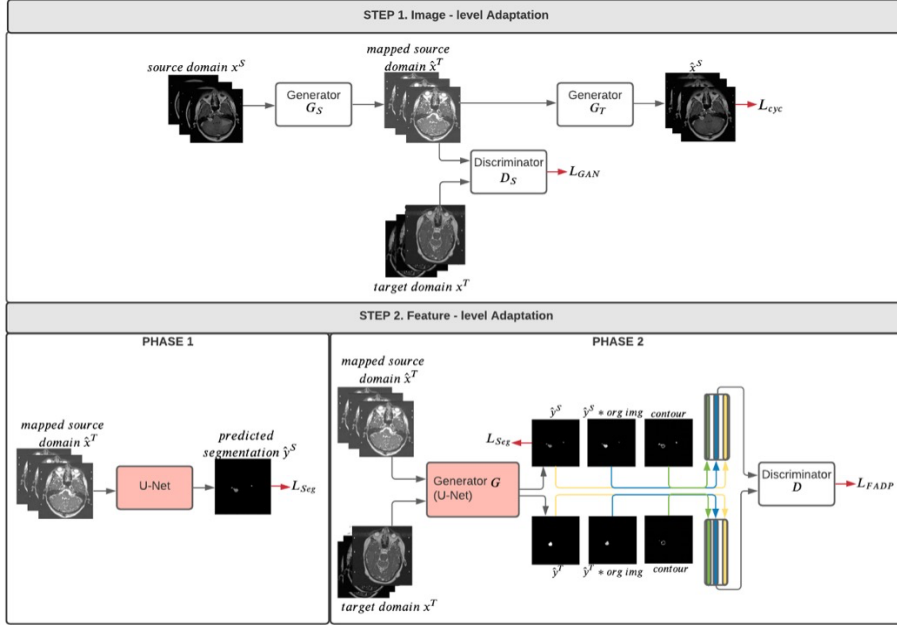 STEP 1. Image - level Adaptation
source domain x^S
Generator
G_S
mapped source
domain x̂^T
Generator
G_T
x̂^S
L_cyc
Discriminator
D_S
L_GAN
target domain x^T
STEP 2. Feature - level Adaptation
PHASE 1
mapped source
domain x̂^T
U-Net
predicted
segmentation ŷ^S
L_Seg
PHASE 2
mapped source
domain x̂^T
target domain x^T
Generator G
(U-Net)
L_Seg
ŷ^S
ŷ^S * org img
contour
ŷ^T
ŷ^T * org img
contour
Discriminator
D
L_FADP